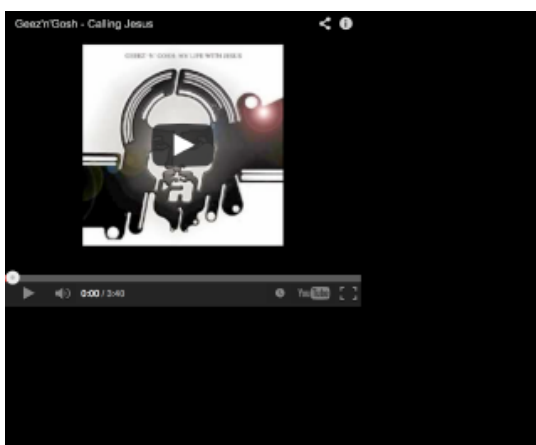 Geez'n'Gosh - Calling Jesus
GEEZ 'N' GOSH: MY LIFE WITH JESUS
0:00 / 3:40
YouTube